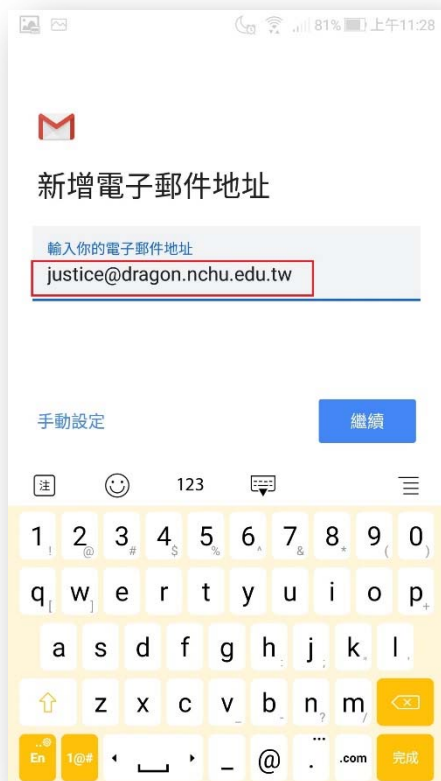 81% 上午11:28
新增電子郵件地址
輸入你的電子郵件地址
justice@dragon.nchu.edu.tw
手動設定 繼續
注 123
1 ! 2 @ 3 # 4 $ 5 % 6 ^ 7 & 8 * 9 ( 0 )
q [ w ] e r t y u i o p +
a s d f g h : j ; k 、 l .
z x c v _ b - n ? m /
En 1@# _ @ . .com 完成